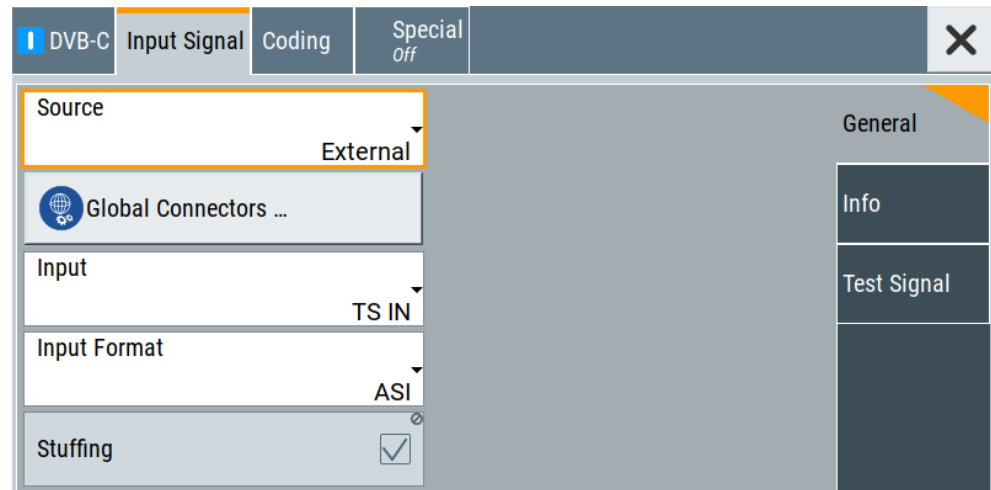 DVB-C
Input Signal
Coding
Special
Off
Source
External
Global Connectors ...
Input
TS IN
Input Format
ASI
Stuffing
General
Info
Test Signal